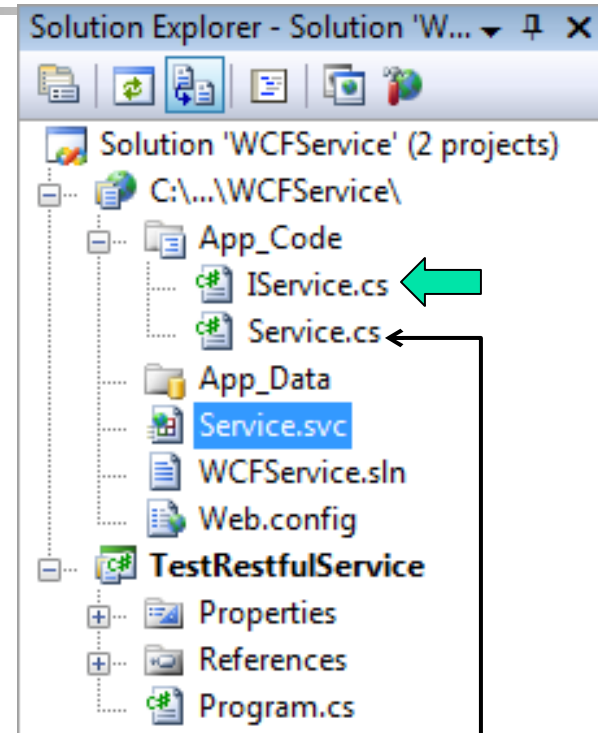 Solution Explorer - Solution 'W...
Solution 'WCFService' (2 projects)
C:\...\WCFService\
App_Code
IService.cs
Service.cs
App_Data
Service.svc
WCFService.sln
Web.config
TestRestfulService
Properties
References
Program.cs